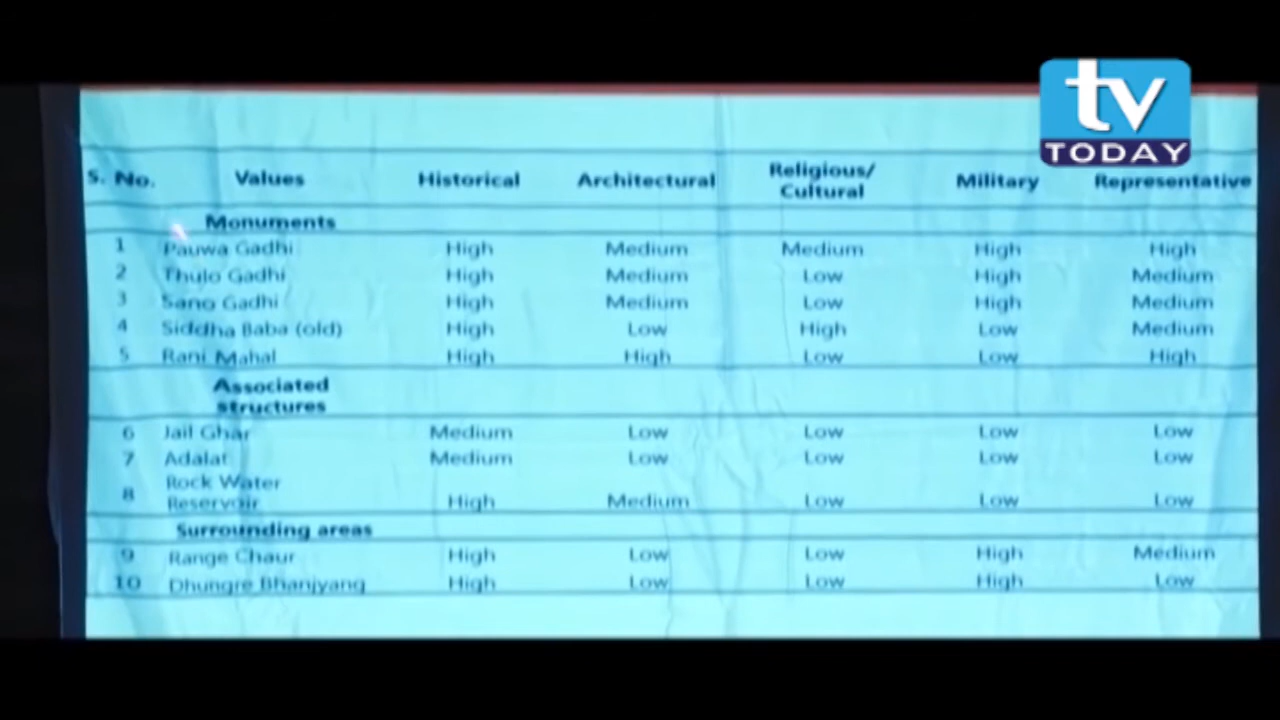 tv
TODAY
S. No. Values Historical Architectural Religious/ Cultural Military Representative
Monuments
1 Pauwa Gadhi High Medium Medium High High
2 Thulo Gadhi High Medium Low High Medium
3 Sano Gadhi High Medium Low High Medium
4 Siddha Baba (old) High Low High Low Medium
5 Rani Mahal High High Low Low High
Associated
structures
6 Jail Ghar Medium Low Low Low Low
7 Adalat Medium Low Low Low Low
8 Rock Water Reservoir High Medium Low Low Low
Surrounding areas
9 Range Chaur High Low Low High Medium
10 Dhungre Bhanjyang High Low Low High Low